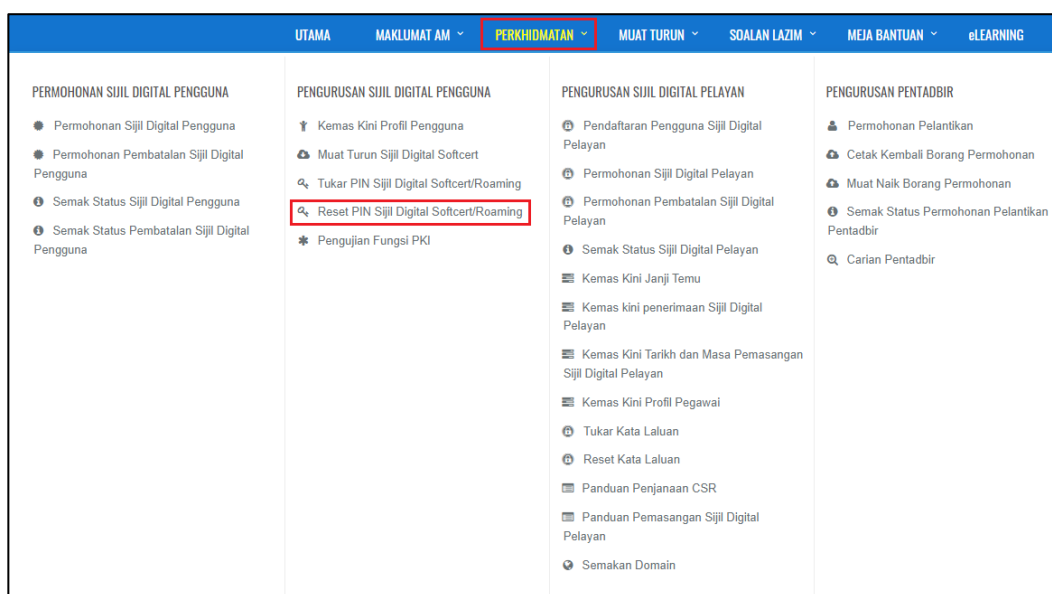 UTAMA MAKLUMAT AM PERKHIDMATAN MUAT TURUN SOALAN LAZIM MEJA BANTUAN eLEARNING
PERMOHONAN SIJIL DIGITAL PENGGUNA
Permohonan Sijil Digital Pengguna
Permohonan Pembatalan Sijil Digital
Pengguna
Semak Status Sijil Digital Pengguna
Semak Status Pembatalan Sijil Digital
Pengguna
PENGURUSAN SIJIL DIGITAL PENGGUNA
Kemas Kini Profil Pengguna
Muat Turun Sijil Digital Softcert
Tukar PIN Sijil Digital Softcert/Roaming
Reset PIN Sijil Digital Softcert/Roaming
Pengujian Fungsi PKI
PENGURUSAN SIJIL DIGITAL PELAYAN
Pendaftaran Pengguna Sijil Digital
Pelayan
Permohonan Sijil Digital Pelayan
Permohonan Pembatalan Sijil Digital
Pelayan
Semak Status Sijil Digital Pelayan
Kemas Kini Janji Temu
Kemas kini penerimaan Sijil Digital
Pelayan
Kemas Kini Tarikh dan Masa Pemasangan
Sijil Digital Pelayan
Kemas Kini Profil Pegawai
Tukar Kata Laluan
Reset Kata Laluan
Panduan Penjanaan CSR
Panduan Pemasangan Sijil Digital
Pelayan
Semakan Domain
PENGURUSAN PENTADBIR
Permohonan Pelantikan
Cetak Kembali Borang Permohonan
Muat Naik Borang Permohonan
Semak Status Permohonan Pelantikan
Pentadbir
Carian Pentadbir